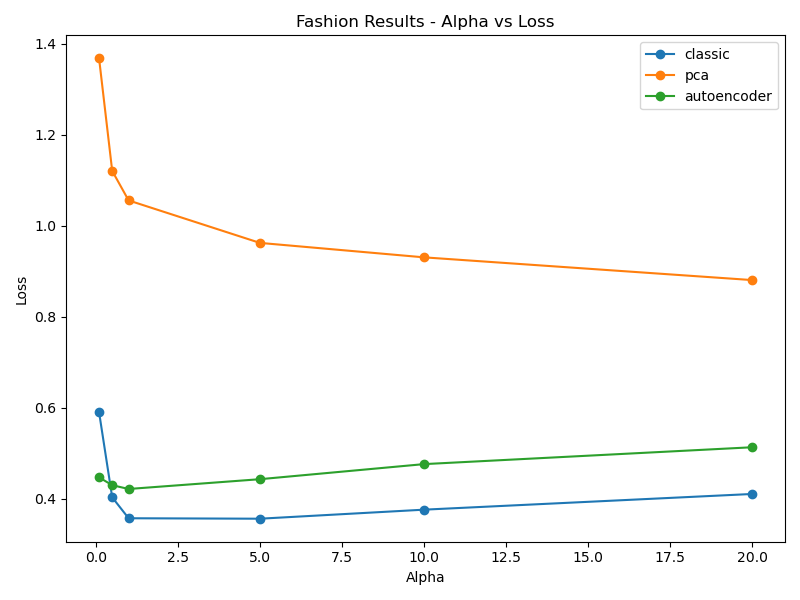 Fashion Results - Alpha vs Loss
classic
pca
autoencoder
1.4
1.2
1.0
0.8
0.6
0.4
Loss
0.0 2.5 5.0 7.5 10.0 12.5 15.0 17.5 20.0
Alpha